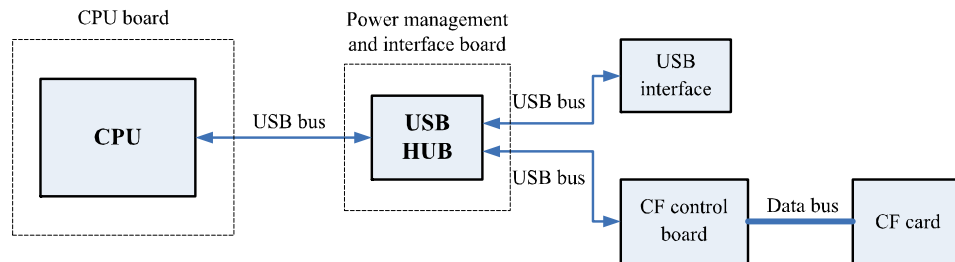 CPU board
Power management
and interface board
CPU
USB bus
USB
HUB
USB bus
USB bus
USB
interface
CF control
board
Data bus
CF card